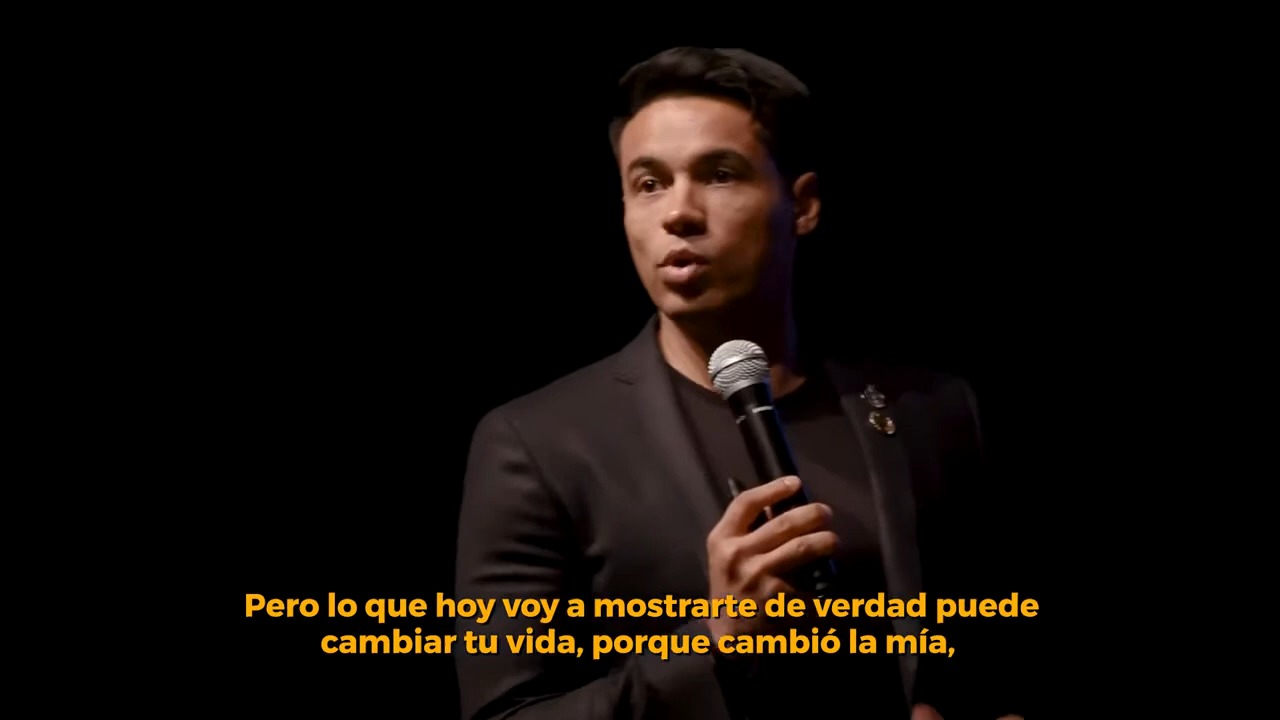 Pero lo que hoy voy a mostrarte de verdad puede
cambiar tu vida, porque cambió la mía,